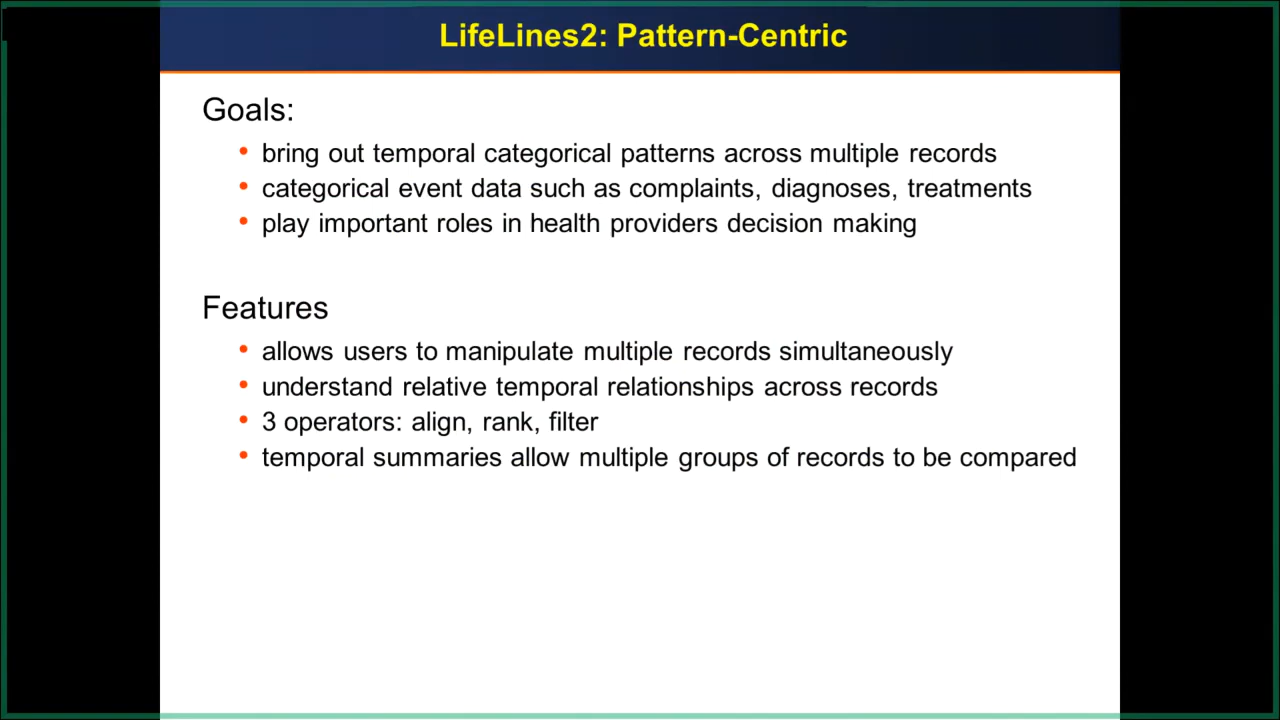 LifeLines2: Pattern-Centric
Goals:
• bring out temporal categorical patterns across multiple records
• categorical event data such as complaints, diagnoses, treatments
• play important roles in health providers decision making
Features
• allows users to manipulate multiple records simultaneously
• understand relative temporal relationships across records
• 3 operators: align, rank, filter
• temporal summaries allow multiple groups of records to be compared